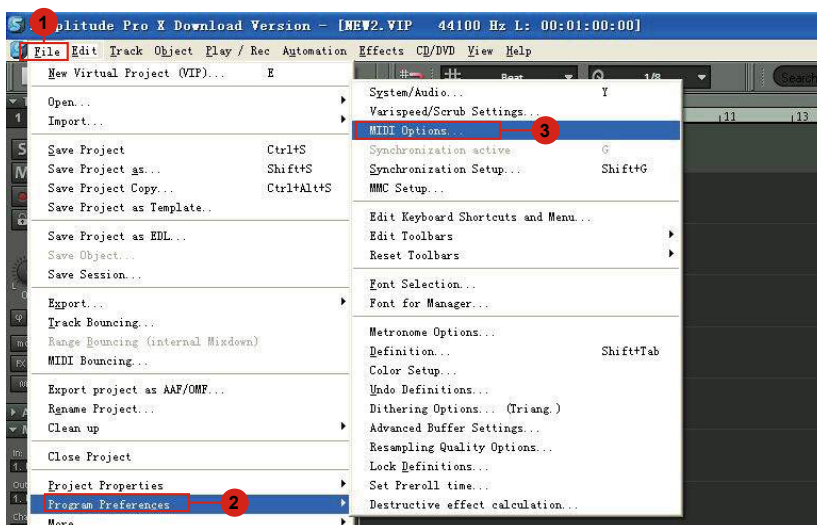 1
plitude Pro X Download Version - [NEW2.VIP 44100 Hz L: 00:01:00:00]
File Edit Track Object Play / Rec Automation Effects CD/DVD View Help
New Virtual Project (VIP)... E
Open...
Import...
Save Project Ctrl+S
Save Project as... Shift+S
Save Project Copy... Ctrl+Alt+S
Save Project as Template..
Save Project as EDL...
Save Object...
Save Session...
Export...
Track Bouncing...
Range Bouncing (internal Mixdown)
MIDI Bouncing...
Export project as AAF/OMF...
Rename Project...
Clean up
Close Project
Project Properties
Program Preferences 2
More
Beat 1/8 Search
11 13
System/Audio... Y
Varispeed/Scrub Settings...
MIDI Options... 3
Synchronization active G
Synchronization Setup... Shift+G
MMC Setup...
Edit Keyboard Shortcuts and Menu...
Edit Toolbars
Reset Toolbars
Font Selection...
Font for Manager...
Metronome Options...
Definition... Shift+Tab
Color Setup...
Undo Definitions...
Dithering Options... (Triang.)
Advanced Buffer Settings...
Resampling Quality Options...
Lock Definitions...
Set Preroll time...
Destructive effect calculation...